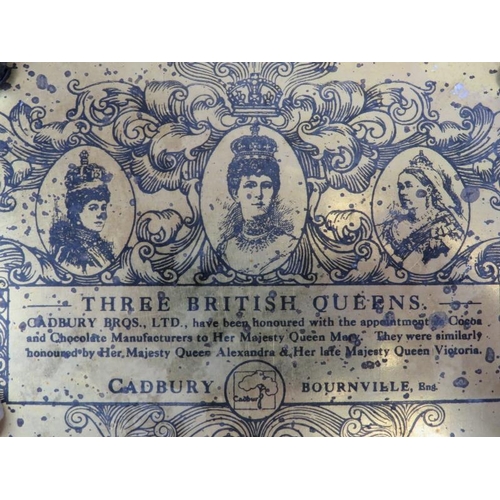 THREE BRITISH QUEENS.
CADBURY BROS., LTD., have been honoured with the appointment as Cocoa
and Chocolate Manufacturers to Her Majesty Queen Mary. They were similarly
honoured by Her Majesty Queen Alexandra & Her late Majesty Queen Victoria.
CADBURY Cadbury BOURNVILLE, Eng.